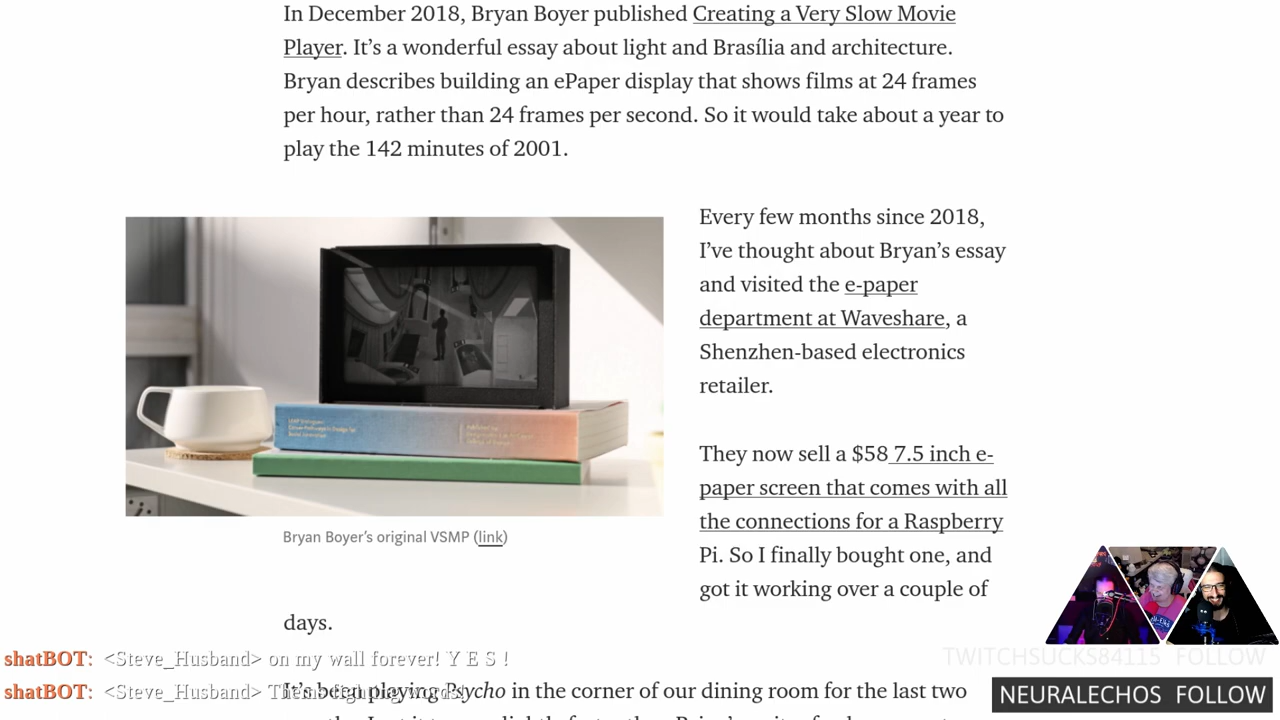 In December 2018, Bryan Boyer published Creating a Very Slow Movie
Player. It's a wonderful essay about light and Brasília and architecture.
Bryan describes building an ePaper display that shows films at 24 frames
per hour, rather than 24 frames per second. So it would take about a year to
play the 142 minutes of 2001.
Every few months since 2018,
I've thought about Bryan's essay
and visited the e-paper
department at Waveshare, a
Shenzhen-based electronics
retailer.
They now sell a $58 7.5 inch e-
paper screen that comes with all
the connections for a Raspberry
Pi. So I finally bought one, and
got it working over a couple of
days.
Bryan Boyer's original VSMP (link)
It's been playing Psycho in the corner of our dining room for the last two
shatBOT: <Steve_Husband> on my wall forever! Y E S !
shatBOT: <Steve_Husband>
TWITCHSUCKS84115 FOLLOW
NEURALECHOS FOLLOW